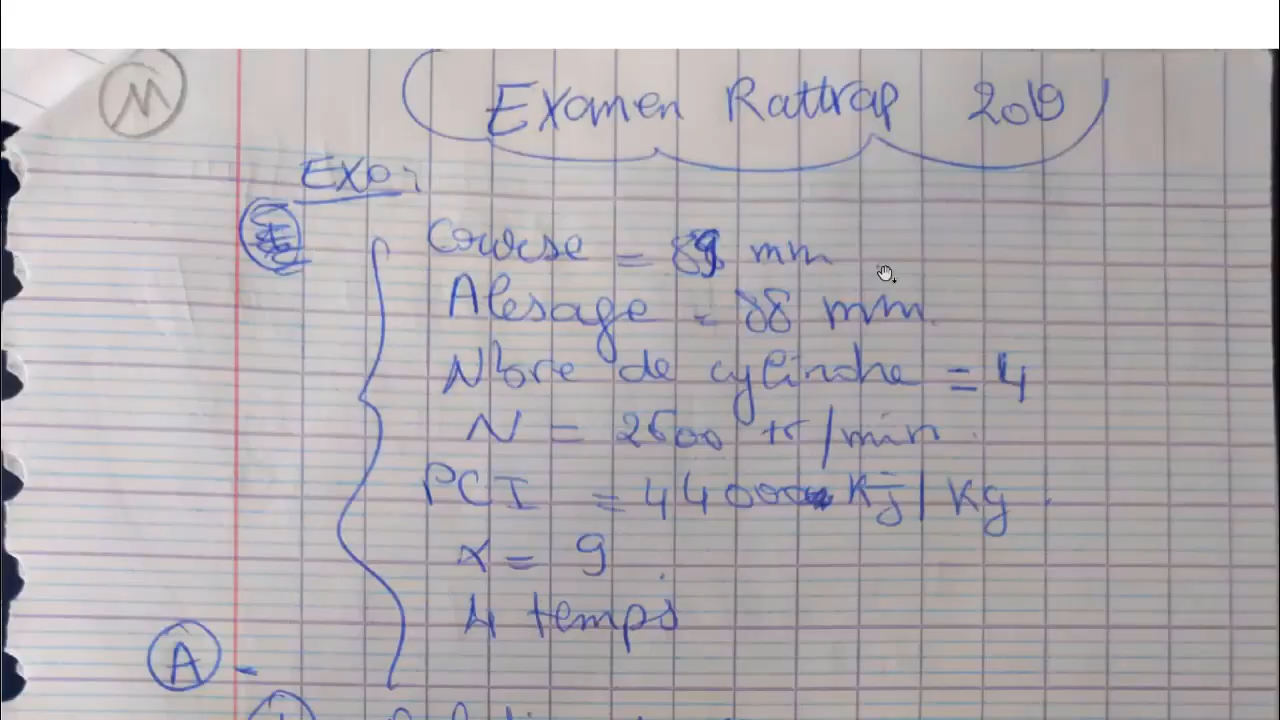 M
Examen Rattrap 2019
Exo:
Course = 89 mm
Alesage = 88 mm
Nbre de cylindre = 4
N = 2600 tr/min
PCI = 44000 KJ/Kg
α = 9
4 temps
A -